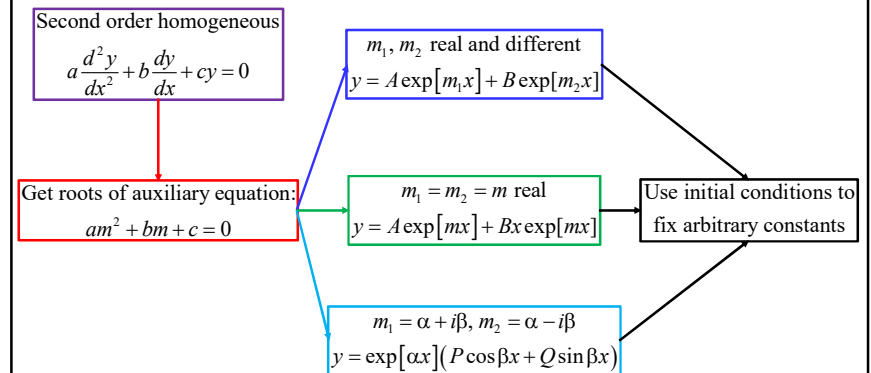 Second order homogeneous
a d²y/dx² + b dy/dx + cy = 0
Get roots of auxiliary equation:
am² + bm + c = 0
m₁, m₂ real and different
y = A exp[m₁x] + B exp[m₂x]
m₁ = m₂ = m real
y = A exp[mx] + Bx exp[mx]
m₁ = α + iβ, m₂ = α − iβ
y = exp[αx](P cos βx + Q sin βx)
Use initial conditions to
fix arbitrary constants